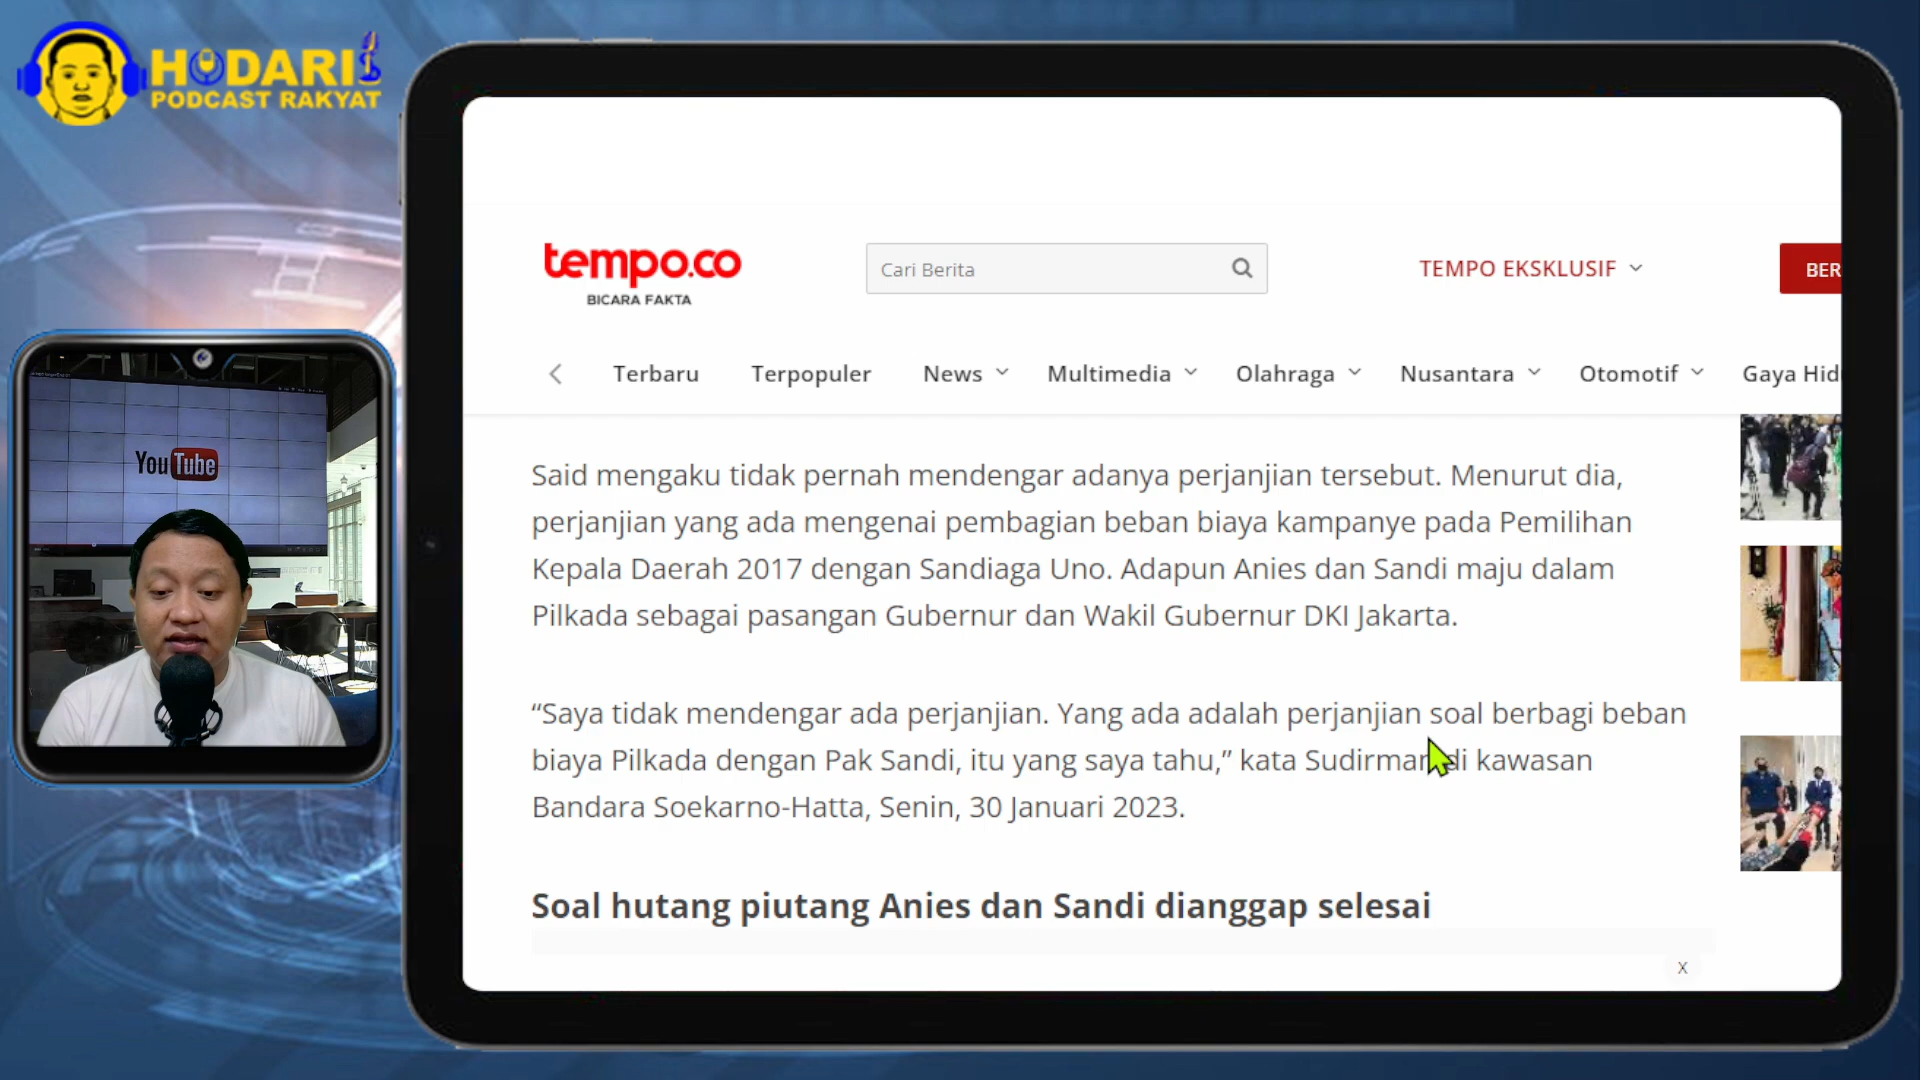 HODARI
PODCAST RAKYAT
YouTube
tempo.co
BICARA FAKTA
Cari Berita
TEMPO EKSKLUSIF
BER
Terbaru Terpopuler News Multimedia Olahraga Nusantara Otomotif Gaya Hid
Said mengaku tidak pernah mendengar adanya perjanjian tersebut. Menurut dia,
perjanjian yang ada mengenai pembagian beban biaya kampanye pada Pemilihan
Kepala Daerah 2017 dengan Sandiaga Uno. Adapun Anies dan Sandi maju dalam
Pilkada sebagai pasangan Gubernur dan Wakil Gubernur DKI Jakarta.
“Saya tidak mendengar ada perjanjian. Yang ada adalah perjanjian soal berbagi beban
biaya Pilkada dengan Pak Sandi, itu yang saya tahu,” kata Sudirman di kawasan
Bandara Soekarno-Hatta, Senin, 30 Januari 2023.
Soal hutang piutang Anies dan Sandi dianggap selesai
X